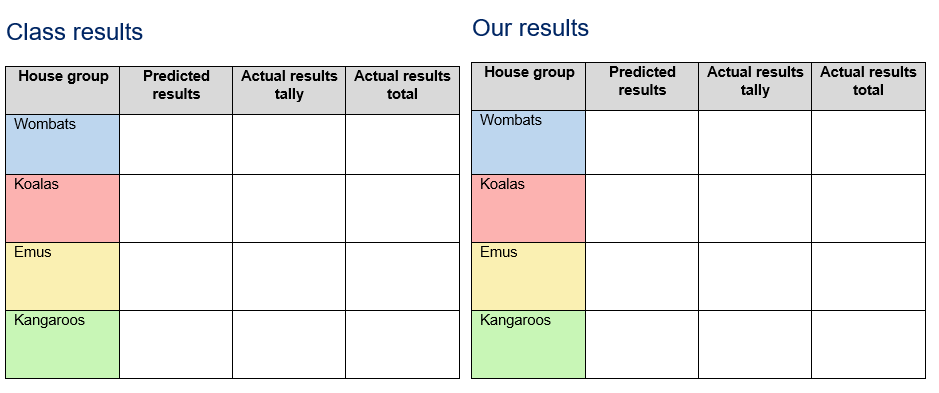 Class results
House group Predicted results Actual results tally Actual results total
Wombats
Koalas
Emus
Kangaroos
Our results
House group Predicted results Actual results tally Actual results total
Wombats
Koalas
Emus
Kangaroos